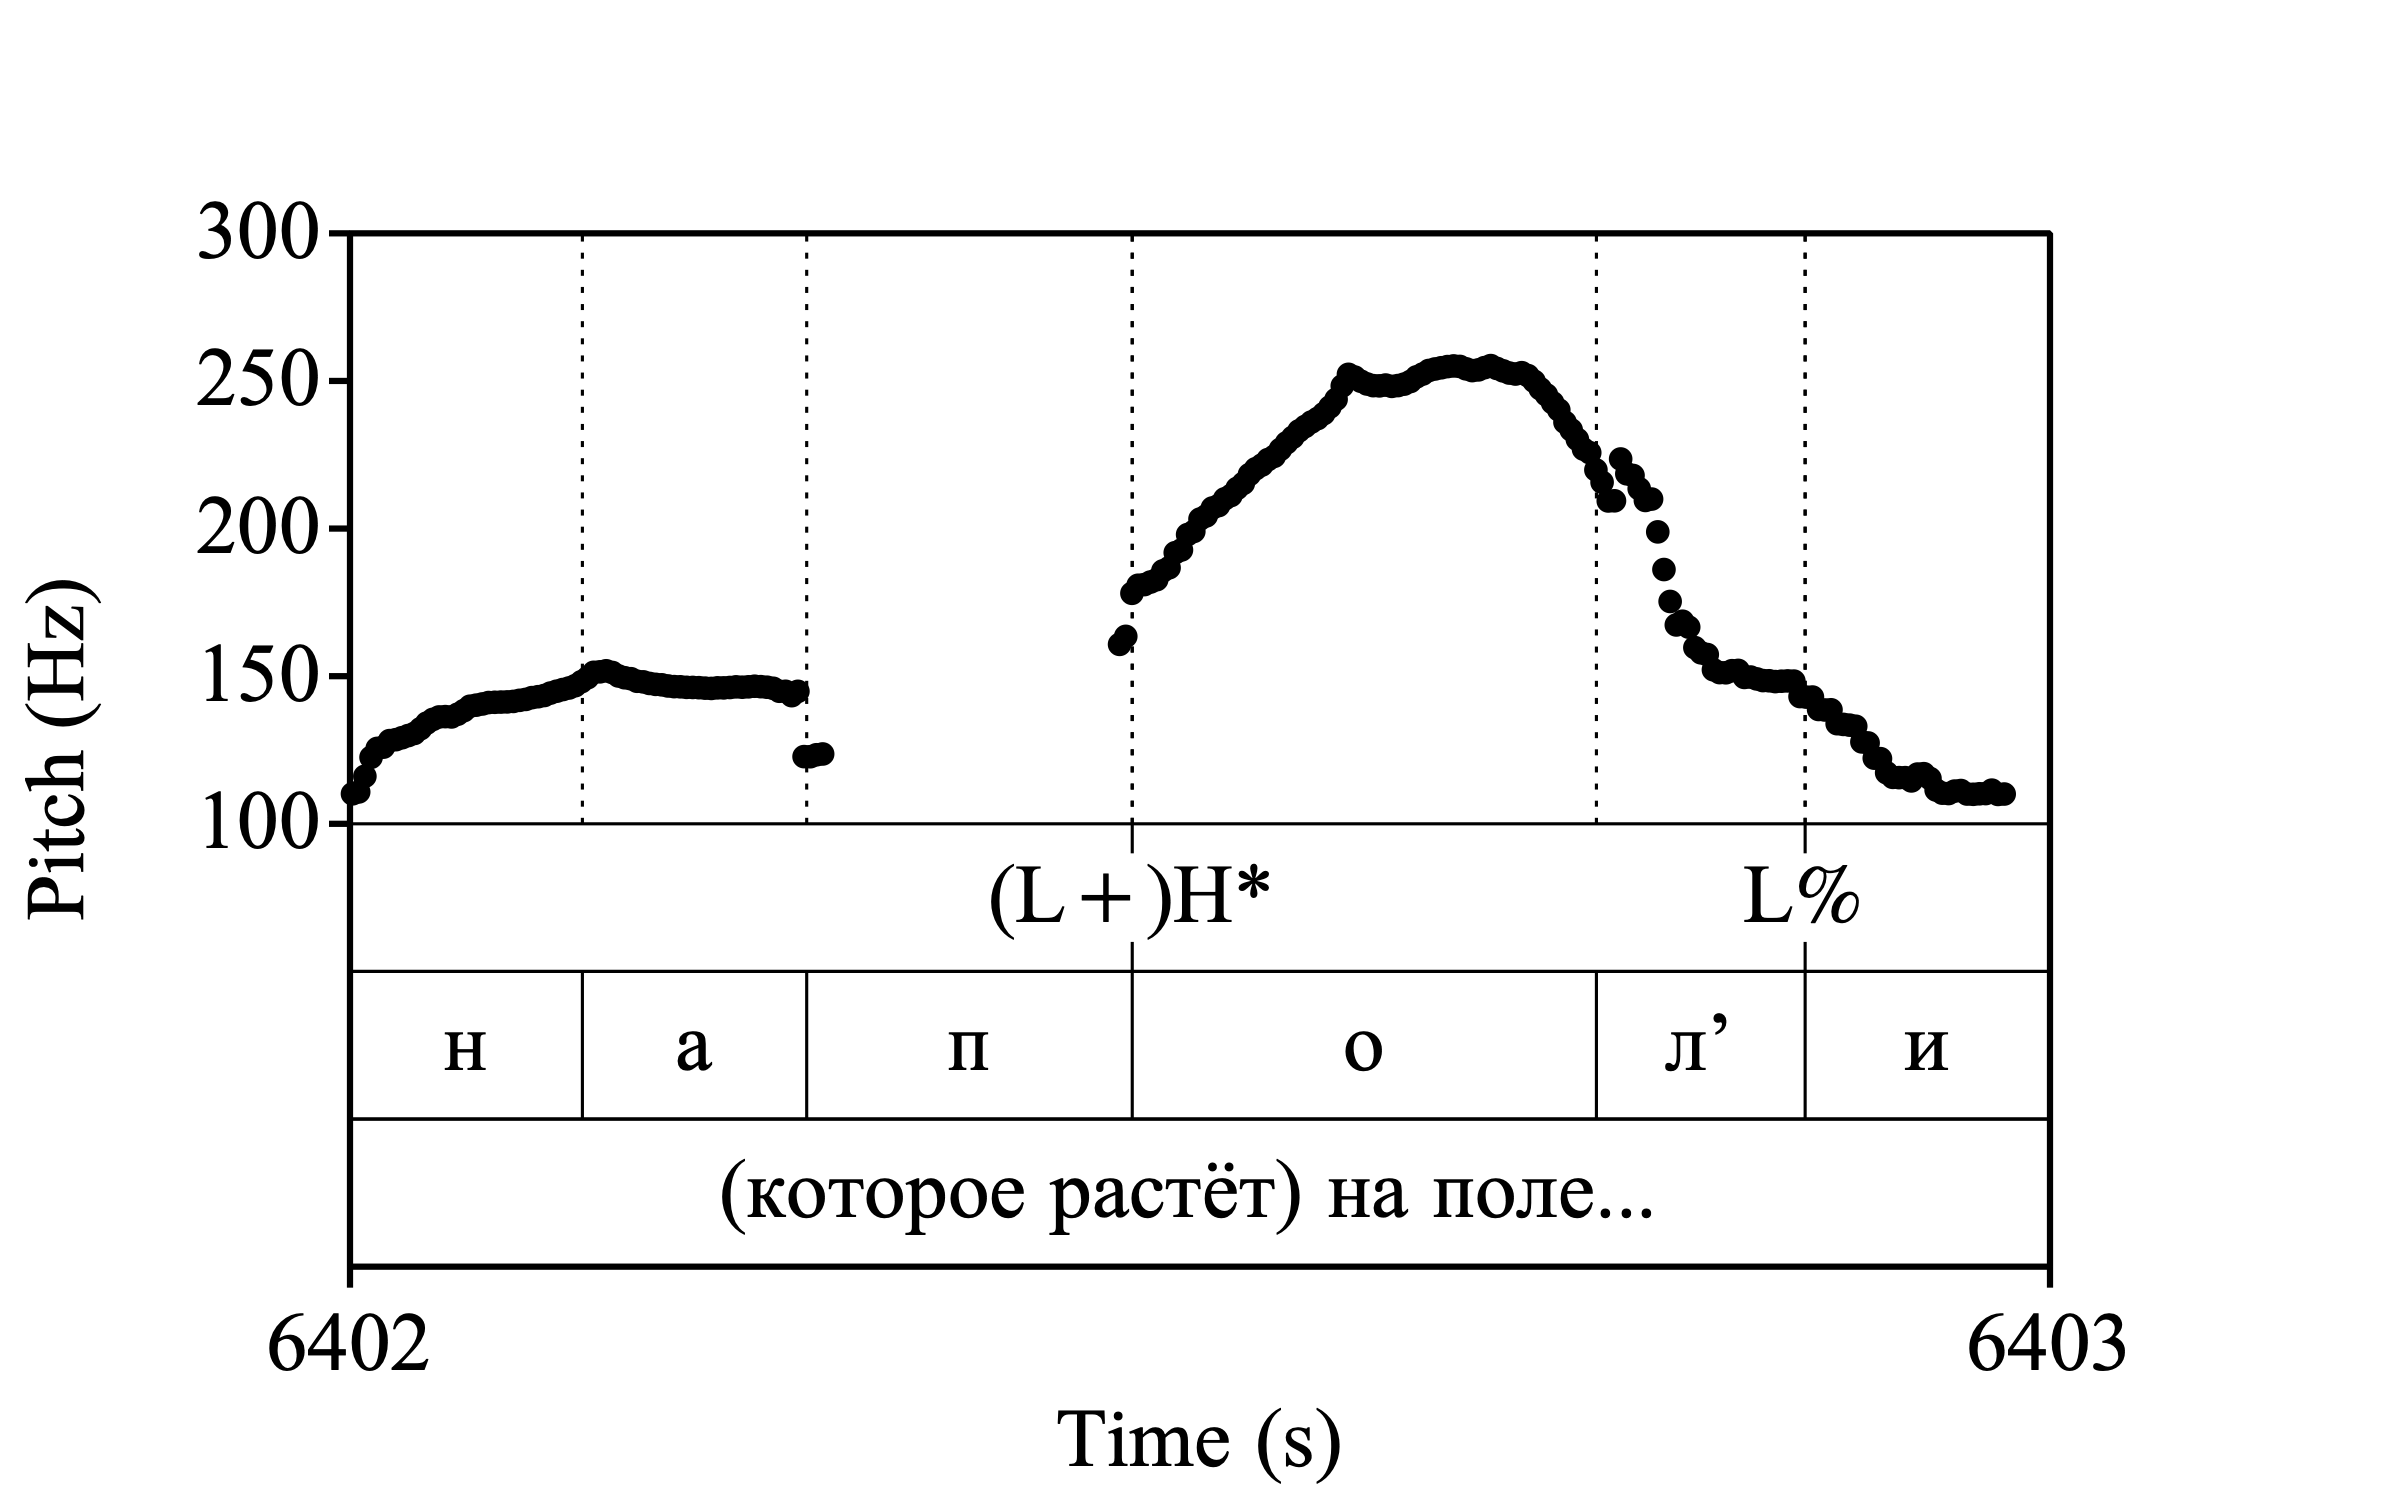 300
250
200
150
100
Pitch (Hz)
(L+)H* L%
н а п о л’ и
(которое растёт) на поле...
6402 6403
Time (s)